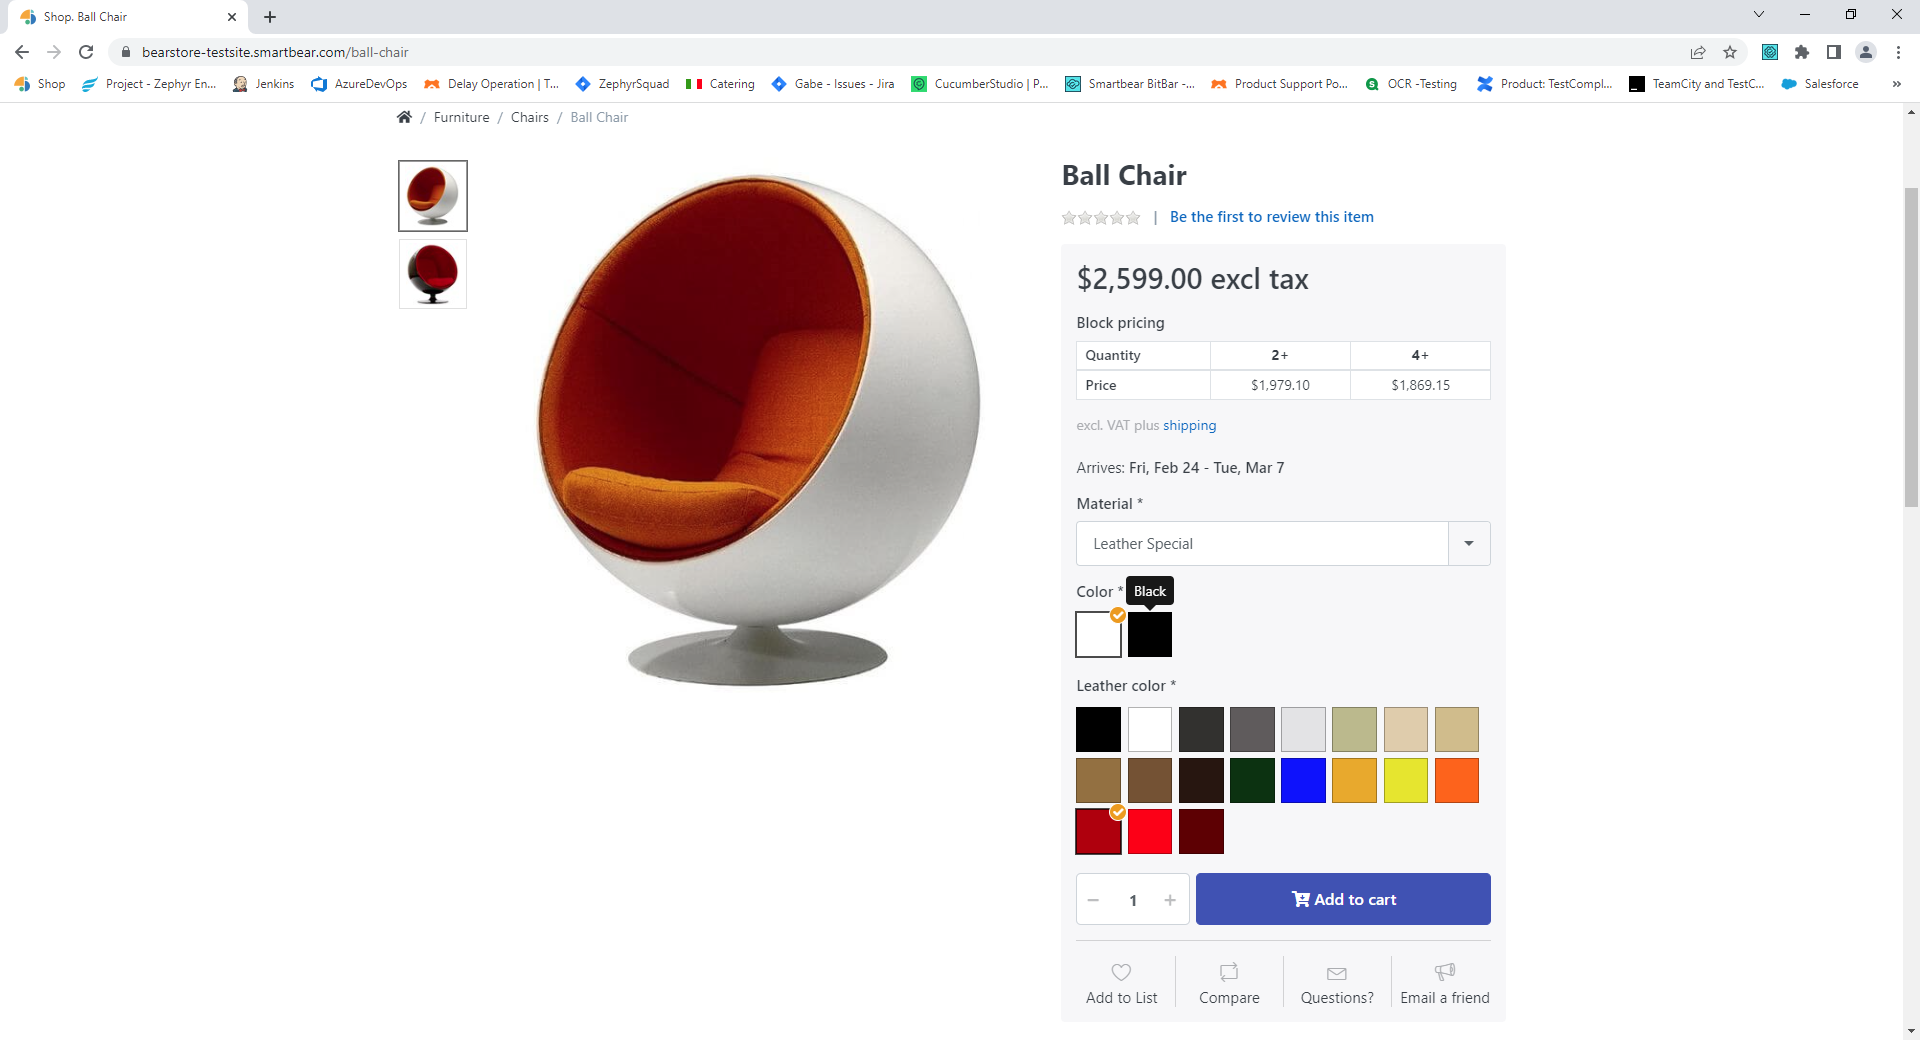 Shop. Ball Chair
bearstore-testsite.smartbear.com/ball-chair
Shop Project - Zephyr En... Jenkins AzureDevOps Delay Operation | T... ZephyrSquad Catering Gabe - Issues - Jira CucumberStudio | P... Smartbear BitBar -... Product Support Po... OCR -Testing Product: TestCompl... TeamCity and TestC... Salesforce »
/ Furniture / Chairs / Ball Chair
Ball Chair
| Be the first to review this item
$2,599.00 excl tax
Block pricing
Quantity 2+ 4+
Price $1,979.10 $1,869.15
excl. VAT plus shipping
Arrives: Fri, Feb 24 - Tue, Mar 7
Material *
Leather Special
Color * Black
Leather color *
− 1 + Add to cart
Add to List Compare Questions? Email a friend